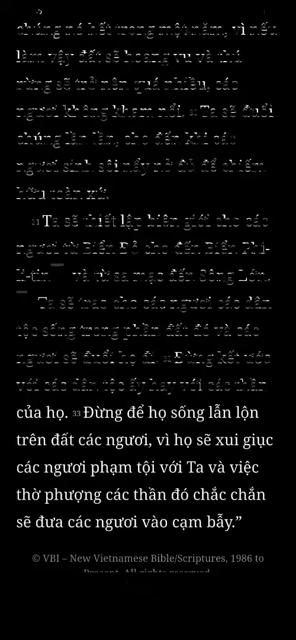 chúng nó hết trong một năm, vì nếu
làm vậy đất sẽ hoang vu và thú
rừng sẽ trở nên quá nhiều, các
ngươi không kham nổi. Ta sẽ đuổi
chúng lần lần, cho đến khi các
ngươi sinh sôi nẩy nở đủ để chiếm
hữu toàn xứ.
31 Ta sẽ thiết lập biên giới cho các
ngươi từ Biển Đỏ cho đến Biển Phi-
li-tin và từ sa mạc đến Sông Lớn.
Ta sẽ trao cho các ngươi các dân
tộc sống trong phần đất đó và các
ngươi sẽ đuổi họ đi. Đừng kết ước
với các dân tộc ấy hay với các thần
của họ. 33 Đừng để họ sống lẫn lộn
trên đất các ngươi, vì họ sẽ xui giục
các ngươi phạm tội với Ta và việc
thờ phượng các thần đó chắc chắn
sẽ đưa các ngươi vào cạm bẫy.”
© VBI – New Vietnamese Bible/Scriptures, 1986 to
Present. All rights reserved